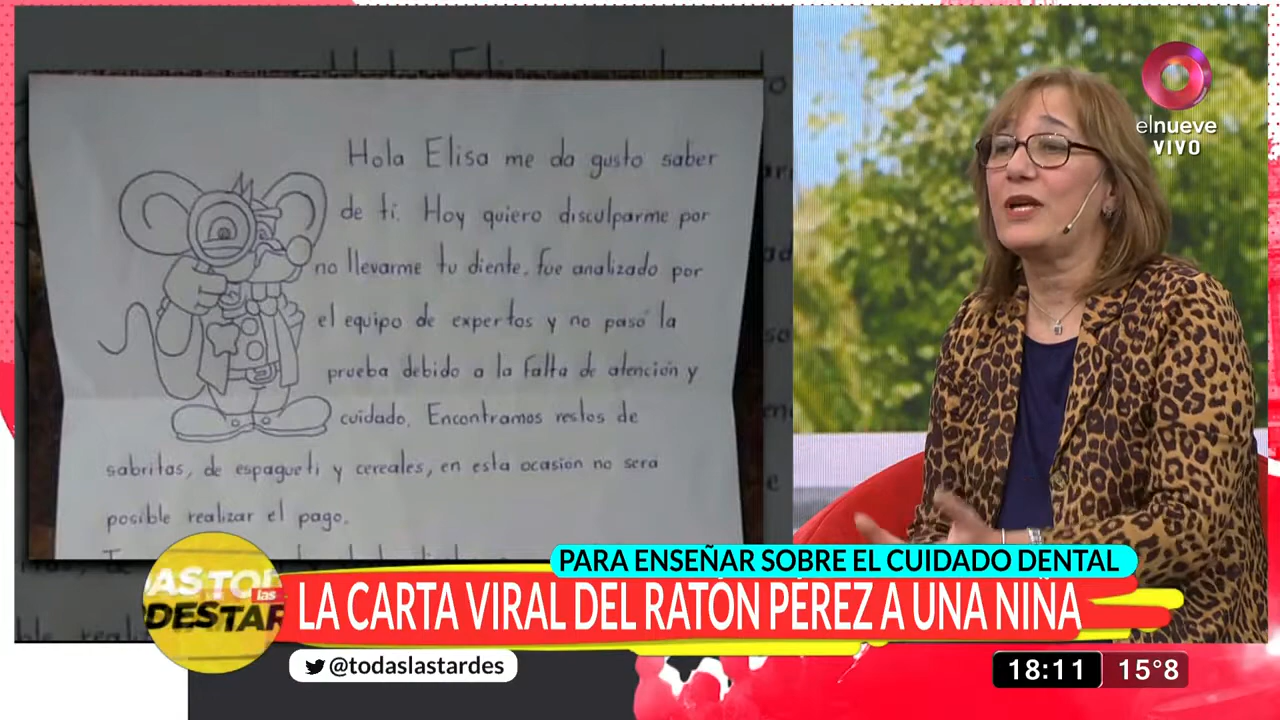 Hola Elisa me da gusto saber
de ti. Hoy quiero disculparme por
no llevarme tu diente, fue analizado por
el equipo de expertos y no pasó la
prueba debido a la falta de atención y
cuidado. Encontramos restos de
sabritas, de espagueti y cereales, en esta ocasión no será
posible realizar el pago.
elnueve
VIVO
PARA ENSEÑAR SOBRE EL CUIDADO DENTAL
LA CARTA VIRAL DEL RATÓN PÉREZ A UNA NIÑA
las
@todaslastardes
18:11
15°8